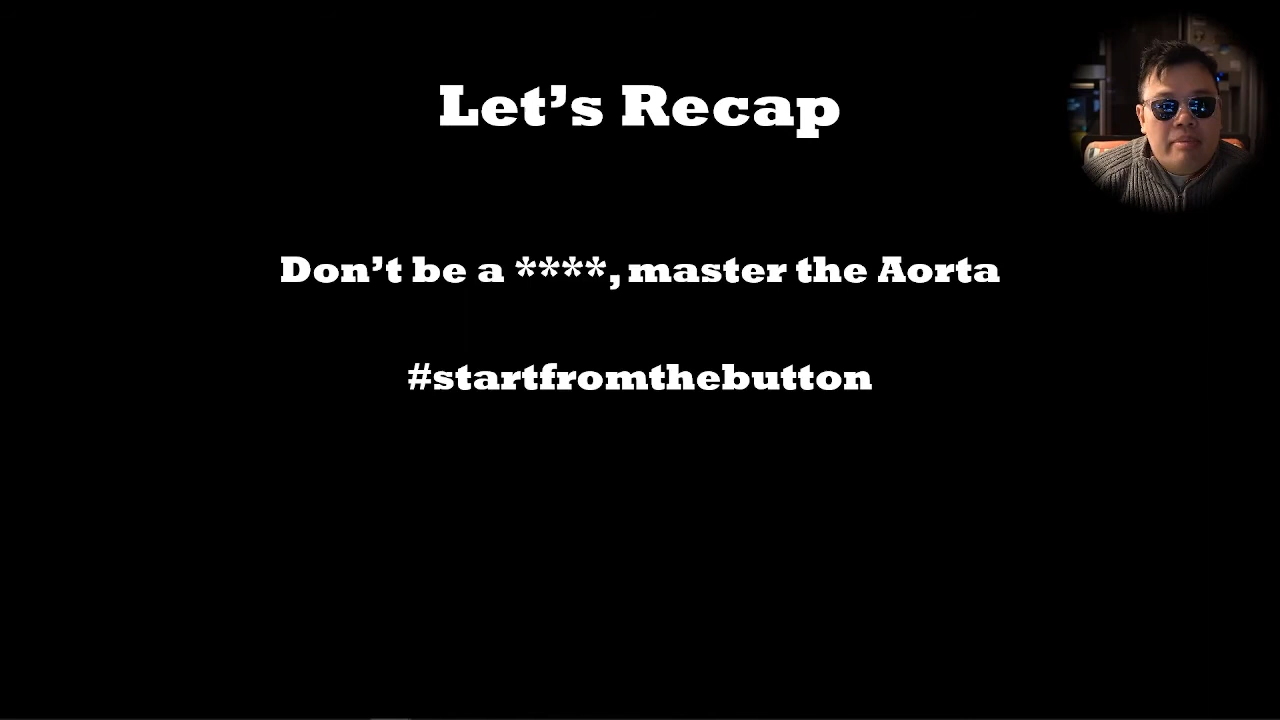 Let’s Recap
Don’t be a ****, master the Aorta
#startfromthebutton